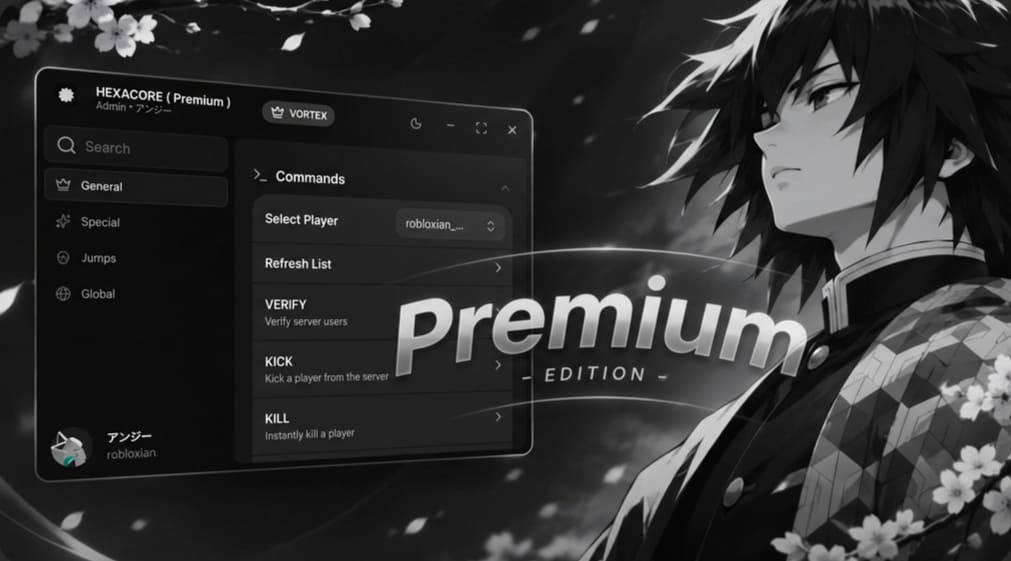 HEXACORE ( Premium )
Admin • アンジー
VORTEX
Search
General
Special
Jumps
Global
アンジー
robloxian
Commands
Select Player
robloxian_...
Refresh List
VERIFY
Verify server users
KICK
Kick a player from the server
KILL
Instantly kill a player
Premium
- EDITION -